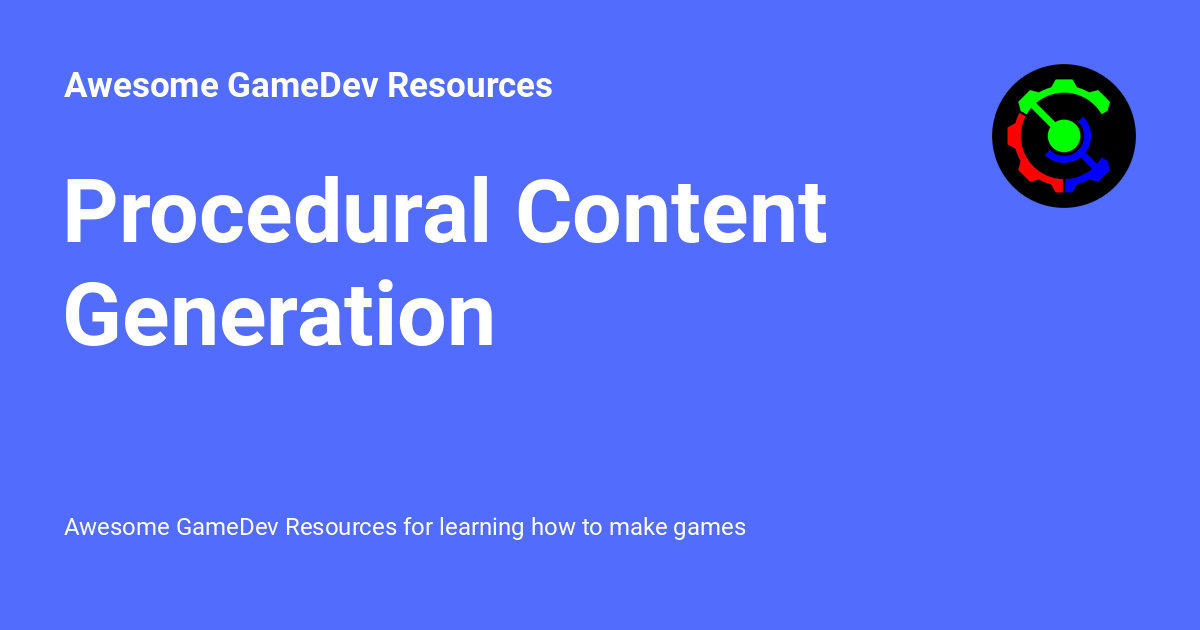 Awesome GameDev Resources
Procedural Content
Generation
Awesome GameDev Resources for learning how to make games